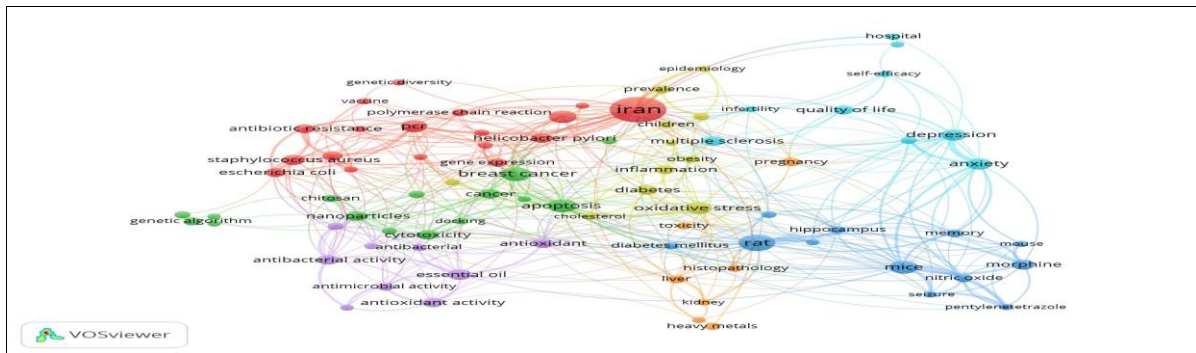 hospital
epidemiology
self-efficacy
genetic diversity
prevalence
vaccine
iran
infertility
quality of life
polymerase chain reaction
children
antibiotic resistance
pcr
helicobacter pylori
multiple sclerosis
depression
staphylococcus aureus
gene expression
obesity
pregnancy
anxiety
escherichia coli
breast cancer
inflammation
chitosan
cancer
diabetes
genetic algorithm
nanoparticles
docking
apoptosis
cholesterol
oxidative stress
toxicity
hippocampus
memory
cytotoxicity
antibacterial
antioxidant
diabetes mellitus
rat
mouse
antibacterial activity
essential oil
liver
histopathology
mice
morphine
nitric oxide
antimicrobial activity
antioxidant activity
kidney
seizure
pentylenetetrazole
heavy metals
VOSviewer